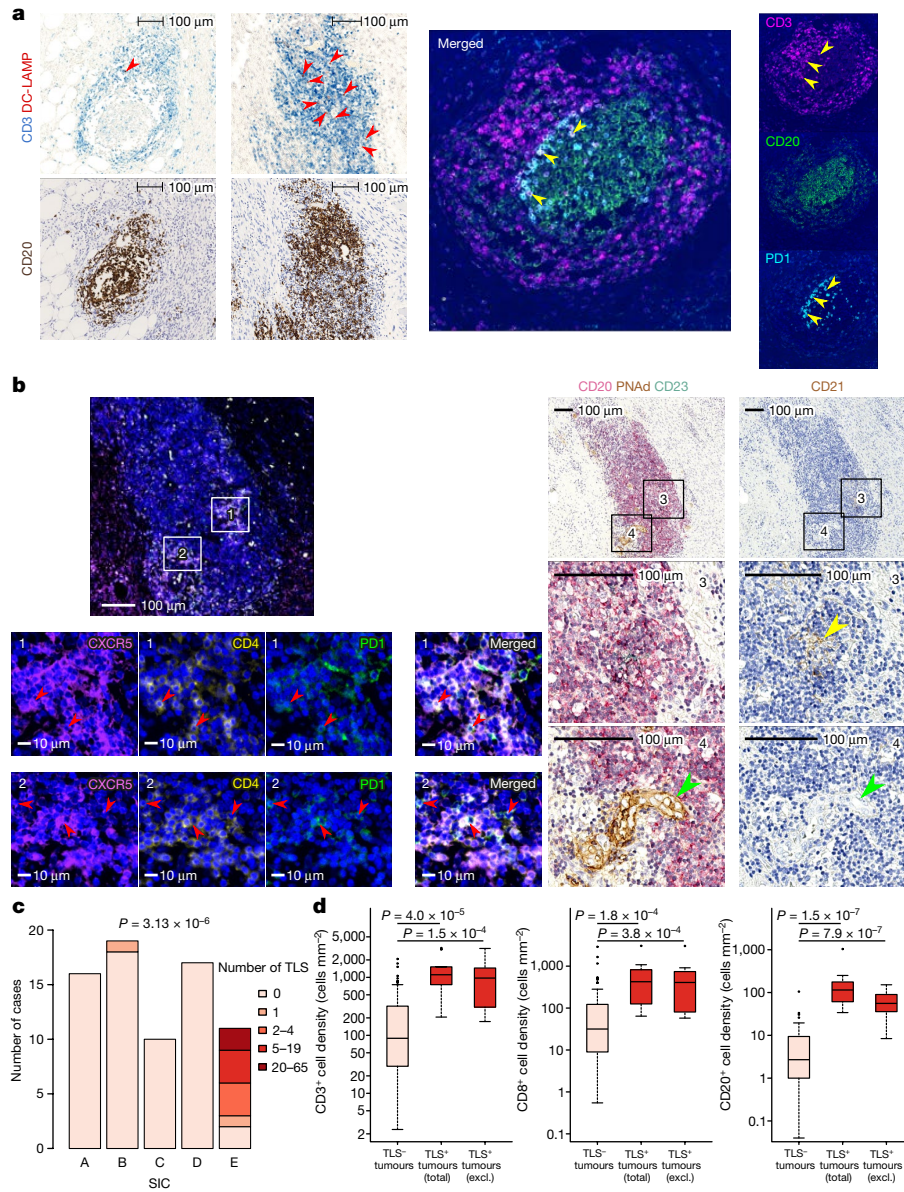 a
100 µm
100 µm
CD3 DC-LAMP
100 µm
100 µm
CD20
Merged
CD3
CD20
PD1
b
1
2
100 µm
1 CXCR5
10 µm
1 CD4
10 µm
1 PD1
10 µm
1 Merged
10 µm
2 CXCR5
10 µm
2 CD4
10 µm
2 PD1
10 µm
2 Merged
10 µm
CD20 PNAd CD23
100 µm
3
4
100 µm
3
100 µm
4
CD21
100 µm
3
4
100 µm
3
100 µm
4
c
P = 3.13 × 10⁻⁶
Number of cases
20
15
10
5
0
A B C D E
SIC
Number of TLS
0
1
2–4
5–19
20–65
d
P = 4.0 × 10⁻⁵
P = 1.5 × 10⁻⁴
CD3⁺ cell density (cells mm⁻²)
5,000
2,000
1,000
500
200
100
50
20
10
5
2
TLS⁻ tumours
TLS⁺ tumours (total)
TLS⁺ tumours (excl.)
P = 1.8 × 10⁻⁴
P = 3.8 × 10⁻⁴
CD8⁺ cell density (cells mm⁻²)
1,000
100
10
1
0.1
TLS⁻ tumours
TLS⁺ tumours (total)
TLS⁺ tumours (excl.)
P = 1.5 × 10⁻⁷
P = 7.9 × 10⁻⁷
CD20⁺ cell density (cells mm⁻²)
1,000
100
10
1
0.1
TLS⁻ tumours
TLS⁺ tumours (total)
TLS⁺ tumours (excl.)